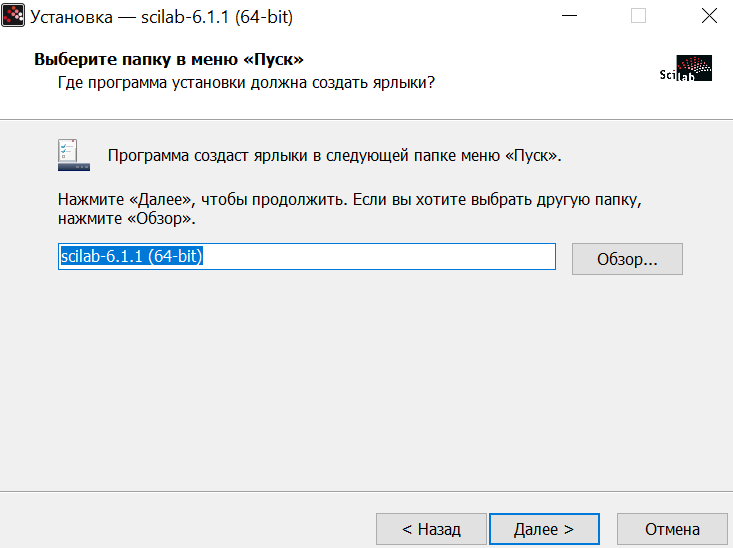 Установка — scilab-6.1.1 (64-bit)
Выберите папку в меню «Пуск»
Где программа установки должна создать ярлыки?
Scilab
Программа создаст ярлыки в следующей папке меню «Пуск».
Нажмите «Далее», чтобы продолжить. Если вы хотите выбрать другую папку,
нажмите «Обзор».
scilab-6.1.1 (64-bit)
Обзор...
< Назад
Далее >
Отмена